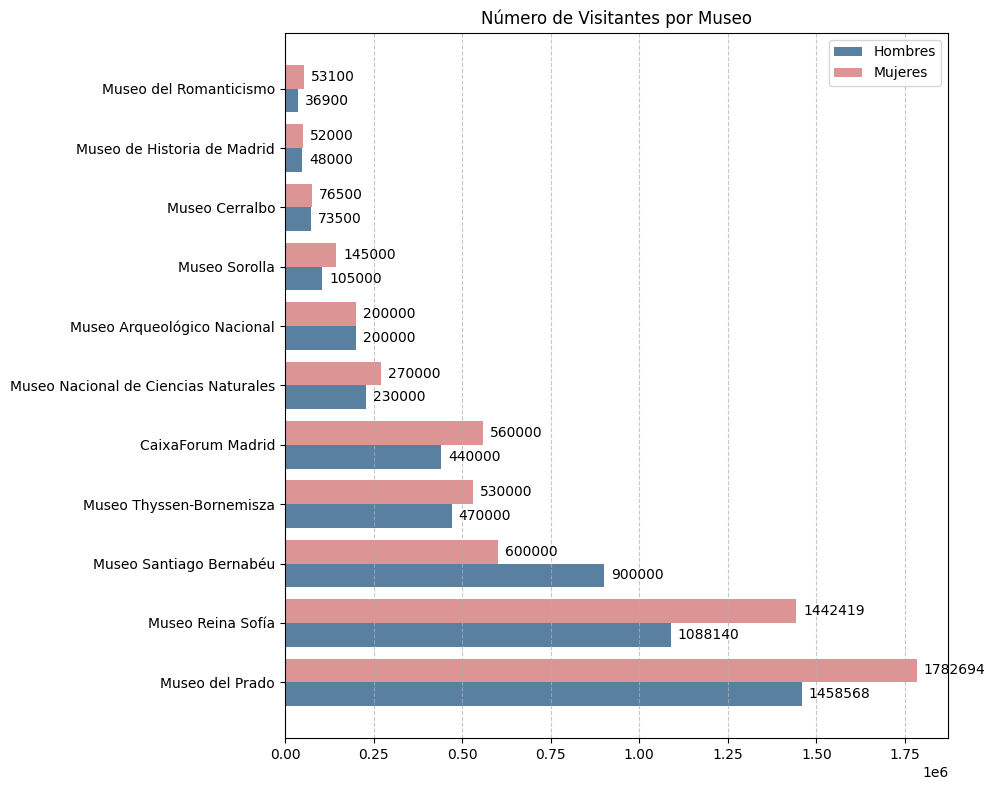 Número de Visitantes por Museo
Hombres
Mujeres
Museo del Romanticismo
53100
36900
Museo de Historia de Madrid
52000
48000
Museo Cerralbo
76500
73500
Museo Sorolla
145000
105000
Museo Arqueológico Nacional
200000
200000
Museo Nacional de Ciencias Naturales
270000
230000
CaixaForum Madrid
560000
440000
Museo Thyssen-Bornemisza
530000
470000
Museo Santiago Bernabéu
600000
900000
Museo Reina Sofía
1442419
1088140
Museo del Prado
1782694
1458568
0.00 0.25 0.50 0.75 1.00 1.25 1.50 1.75
1e6